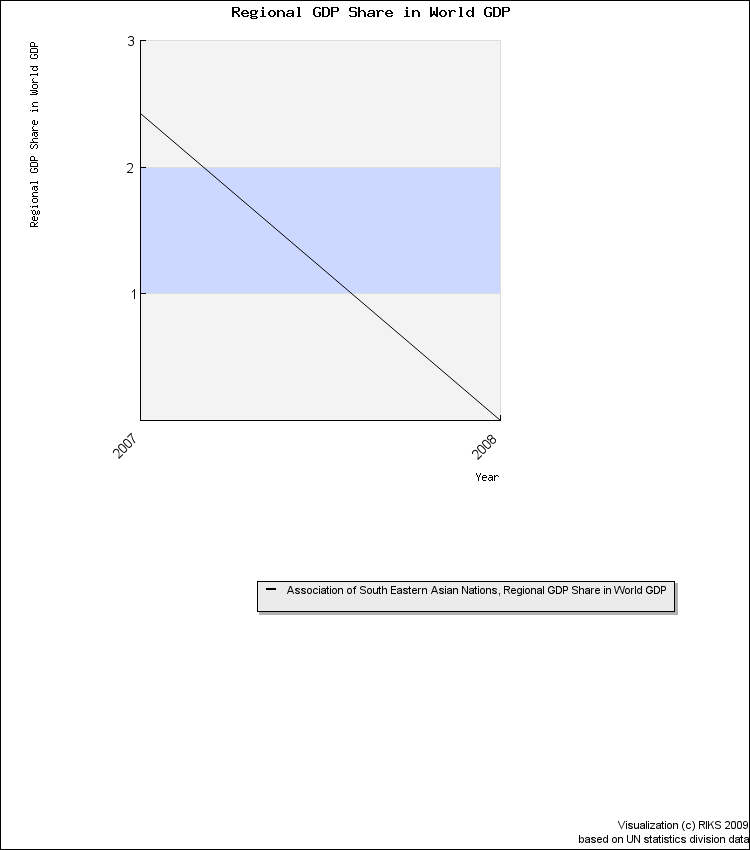 Regional GDP Share in World GDP
Regional GDP Share in World GDP
3
2
1
2007
2008
Year
Association of South Eastern Asian Nations, Regional GDP Share in World GDP
Visualization (c) RIKS 2009
based on UN statistics division data